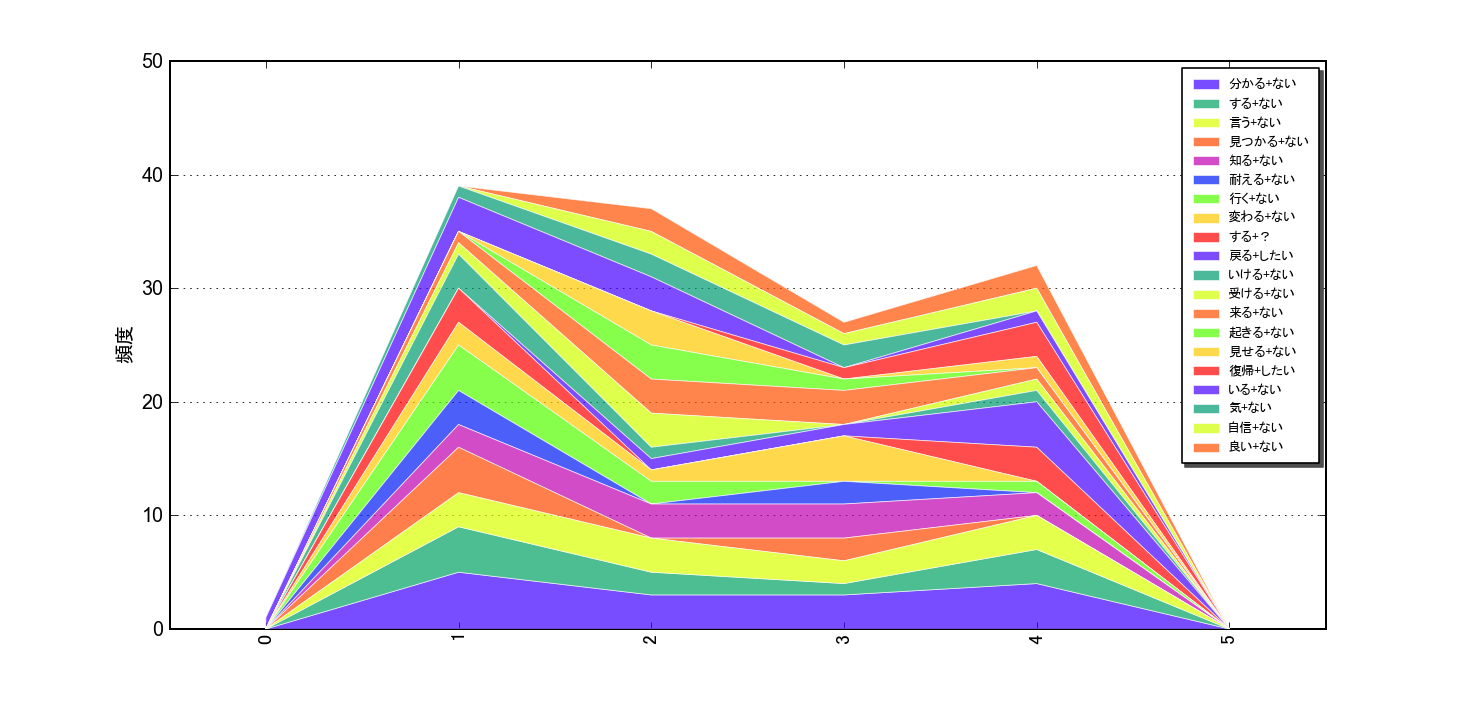 50
40
30
20
10
0
頻度
0
1
2
3
4
5
分かる+ない
する+ない
言う+ない
見つかる+ない
知る+ない
耐える+ない
行く+ない
変わる+ない
する+？
戻る+したい
いける+ない
受ける+ない
来る+ない
起きる+ない
見せる+ない
復帰+したい
いる+ない
気+ない
自信+ない
良い+ない